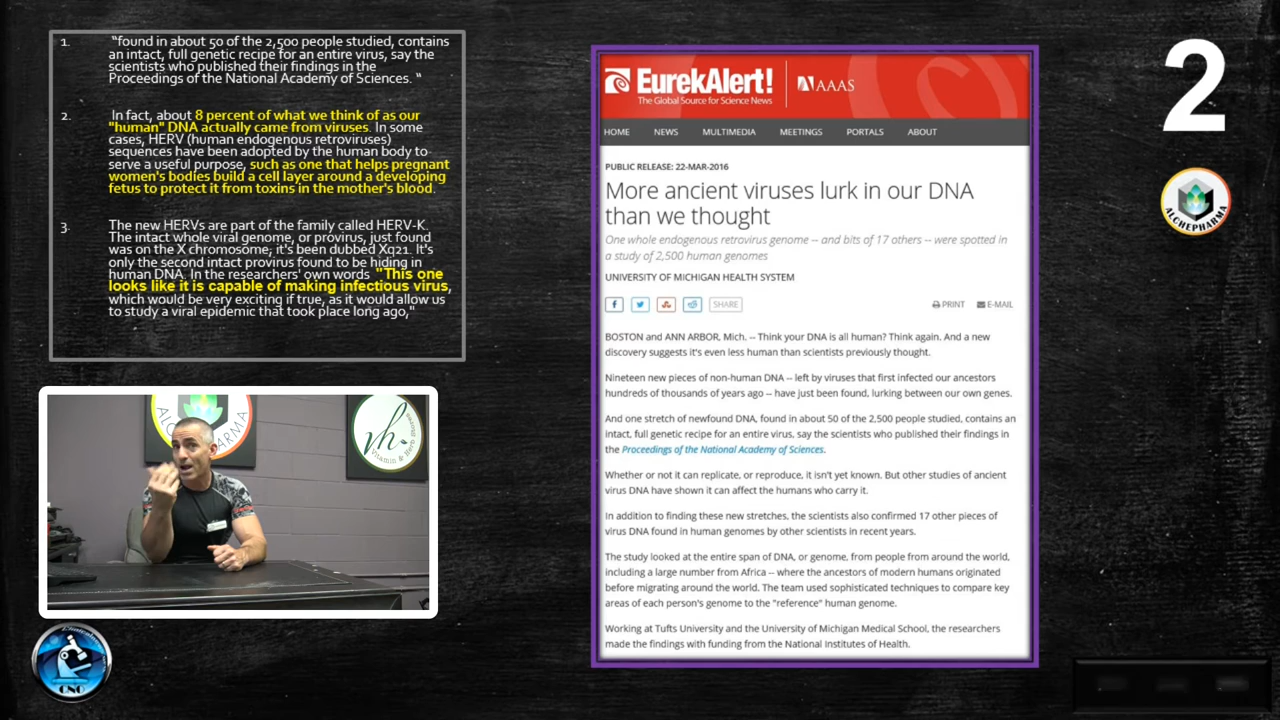 1. “found in about 50 of the 2,500 people studied, contains
an intact, full genetic recipe for an entire virus, say the
scientists who published their findings in the
Proceedings of the National Academy of Sciences. “
2. In fact, about 8 percent of what we think of as our
"human" DNA actually came from viruses. In some
cases, HERV (human endogenous retroviruses)
sequences have been adopted by the human body to
serve a useful purpose, such as one that helps pregnant
women's bodies build a cell layer around a developing
fetus to protect it from toxins in the mother's blood.
3. The new HERVs are part of the family called HERV-K.
The intact whole viral genome, or provirus, just found
was on the X chromosome; it's been dubbed Xq21. It's
only the second intact provirus found to be hiding in
human DNA. In the researchers' own words "This one
looks like it is capable of making infectious virus,
which would be very exciting if true, as it would allow us
to study a viral epidemic that took place long ago,"
EurekAlert!
The Global Source for Science News
AAAS
HOME NEWS MULTIMEDIA MEETINGS PORTALS ABOUT
PUBLIC RELEASE: 22-MAR-2016
More ancient viruses lurk in our DNA
than we thought
One whole endogenous retrovirus genome -- and bits of 17 others -- were spotted in
a study of 2,500 human genomes
UNIVERSITY OF MICHIGAN HEALTH SYSTEM
SHARE
PRINT E-MAIL
BOSTON and ANN ARBOR, Mich. -- Think your DNA is all human? Think again. And a new
discovery suggests it's even less human than scientists previously thought.
Nineteen new pieces of non-human DNA -- left by viruses that first infected our ancestors
hundreds of thousands of years ago -- have just been found, lurking between our own genes.
And one stretch of newfound DNA, found in about 50 of the 2,500 people studied, contains an
intact, full genetic recipe for an entire virus, say the scientists who published their findings in
the Proceedings of the National Academy of Sciences.
Whether or not it can replicate, or reproduce, it isn't yet known. But other studies of ancient
virus DNA have shown it can affect the humans who carry it.
In addition to finding these new stretches, the scientists also confirmed 17 other pieces of
virus DNA found in human genomes by other scientists in recent years.
The study looked at the entire span of DNA, or genome, from people from around the world,
including a large number from Africa -- where the ancestors of modern humans originated
before migrating around the world. The team used sophisticated techniques to compare key
areas of each person's genome to the "reference" human genome.
Working at Tufts University and the University of Michigan Medical School, the researchers
made the findings with funding from the National Institutes of Health.
2
ALCHEPHARMA
vh
Vitamin & Herb